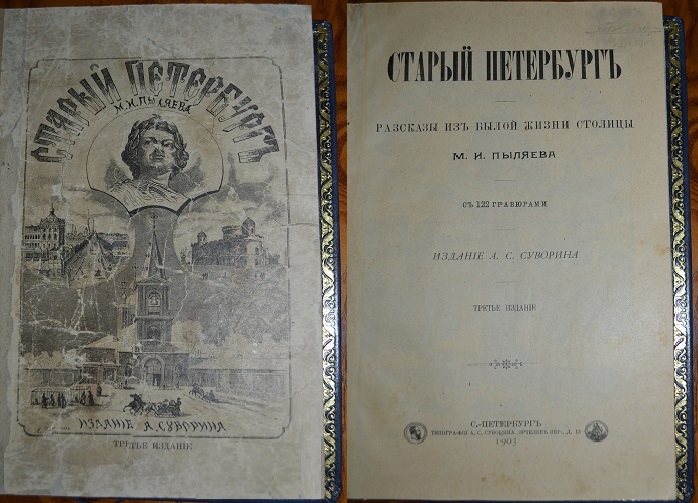 СТАРЫЙ ПЕТЕРБУРГЪ
М. И. ПЫЛЯЕВА
ИЗДАНІЕ А. СУВОРИНА
ТРЕТЬЕ ИЗДАНІЕ
СТАРЫЙ ПЕТЕРБУРГЪ
РАЗСКАЗЫ ИЗЪ БЫЛОЙ ЖИЗНИ СТОЛИЦЫ
М. И. ПЫЛЯЕВА
СЪ 122 ГРАВЮРАМИ
ИЗДАНІЕ А. С. СУВОРИНА
ТРЕТЬЕ ИЗДАНІЕ
С.-ПЕТЕРБУРГЪ
ТИПОГРАФІЯ А. С. СУВОРИНА. ЭРТЕЛЕВЪ ПЕР., Д. 13
1903